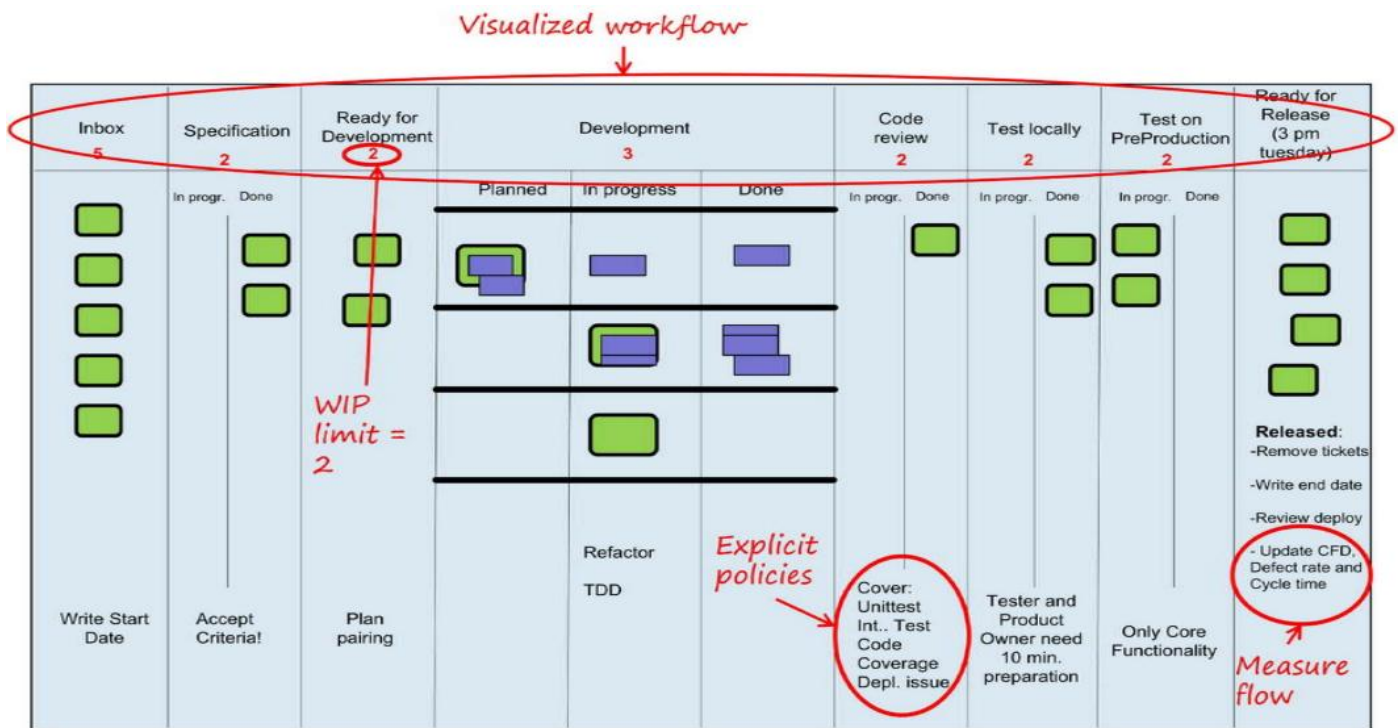 Visualized workflow
Inbox
5
Specification
2
Ready for
Development
2
Development
3
Code
review
2
Test locally
2
Test on
PreProduction
2
Ready for
Release
(3 pm
tuesday)
In progr. Done
Planned
In progress
Done
In progr. Done
In progr. Done
In progr. Done
WIP
limit =
2
Explicit
policies
Write Start
Date
Accept
Criteria!
Plan
pairing
Refactor
TDD
Cover:
Unittest
Int.. Test
Code
Coverage
Depl. issue
Tester and
Product
Owner need
10 min.
preparation
Only Core
Functionality
Released:
-Remove tickets
-Write end date
-Review deploy
- Update CFD,
Defect rate and
Cycle time
Measure
flow